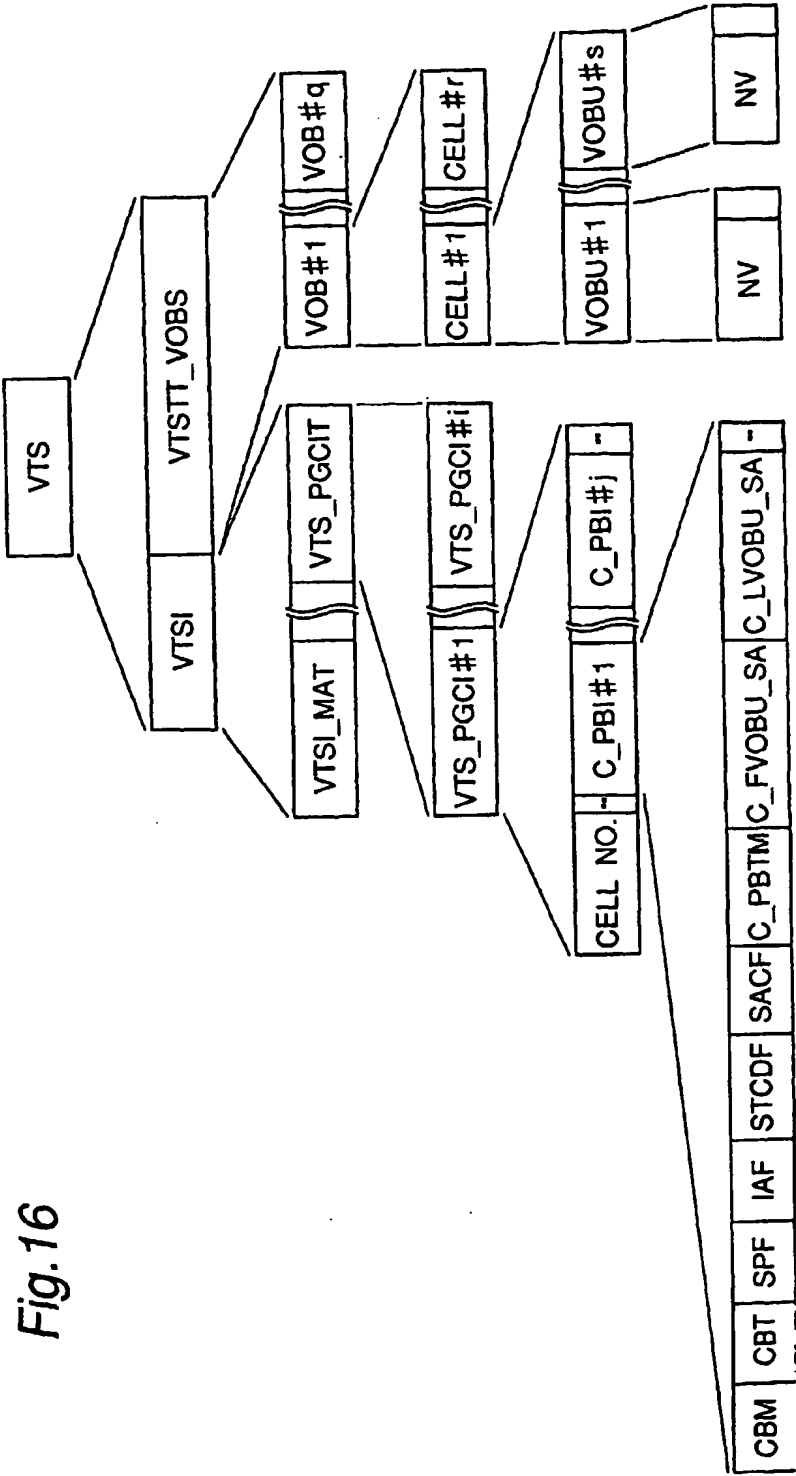 Fig.16
VTS
VTSI VTSTT_VOBS
VTSI_MAT VTS_PGCIT VOB#1 VOB#q
VTS_PGCI#1 VTS_PGCI#i CELL#1 CELL#r
CELL NO. -- C_PBI#1 C_PBI#j -- VOBU#1 VOBU#s
CBM CBT SPF IAF STCDF SACF C_PBTM C_FVOBU_SA C_LVOBU_SA -- NV NV